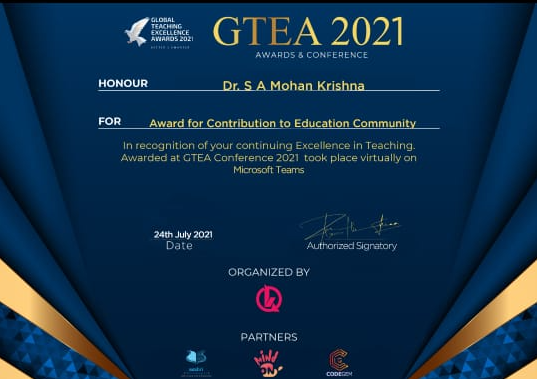 GLOBAL
TEACHING
EXCELLENCE
AWARDS 2021
GTEA 2021
AWARDS & CONFERENCE
HONOUR Dr. S A Mohan Krishna
FOR Award for Contribution to Education Community
In recognition of your continuing Excellence in Teaching.
Awarded at GTEA Conference 2021 took place virtually on
Microsoft Teams
24th July 2021
Date
Authorized Signatory
ORGANIZED BY
PARTNERS
CODEGEM